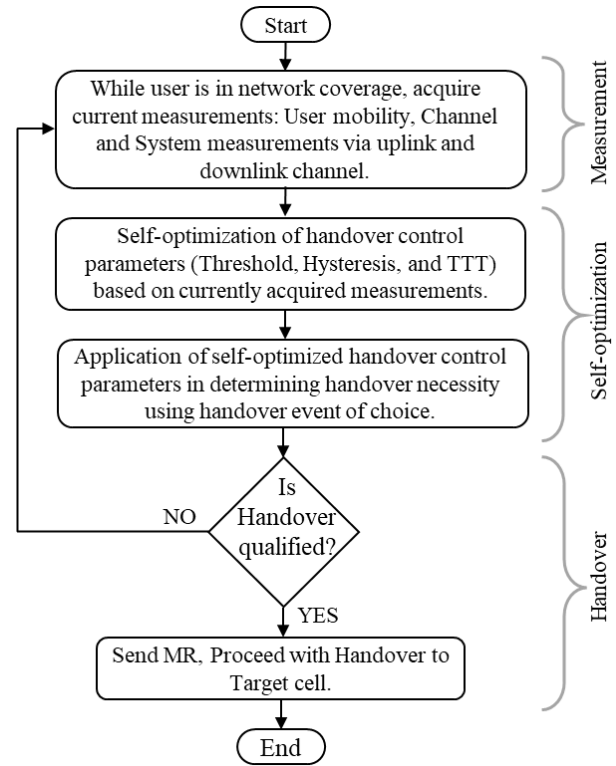 Start
While user is in network coverage, acquire
current measurements: User mobility, Channel
and System measurements via uplink and
downlink channel.
Measurement
Self-optimization of handover control
parameters (Threshold, Hysteresis, and TTT)
based on currently acquired measurements.
Application of self-optimized handover control
parameters in determining handover necessity
using handover event of choice.
Self-optimization
Is
Handover
qualified?
NO
YES
Send MR, Proceed with Handover to
Target cell.
Handover
End